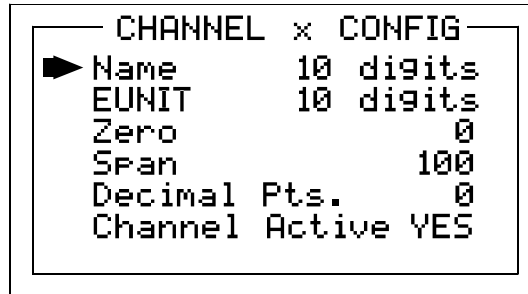 CHANNEL x CONFIG
Name 10 digits
EUNIT 10 digits
Zero 0
Span 100
Decimal Pts. 0
Channel Active YES